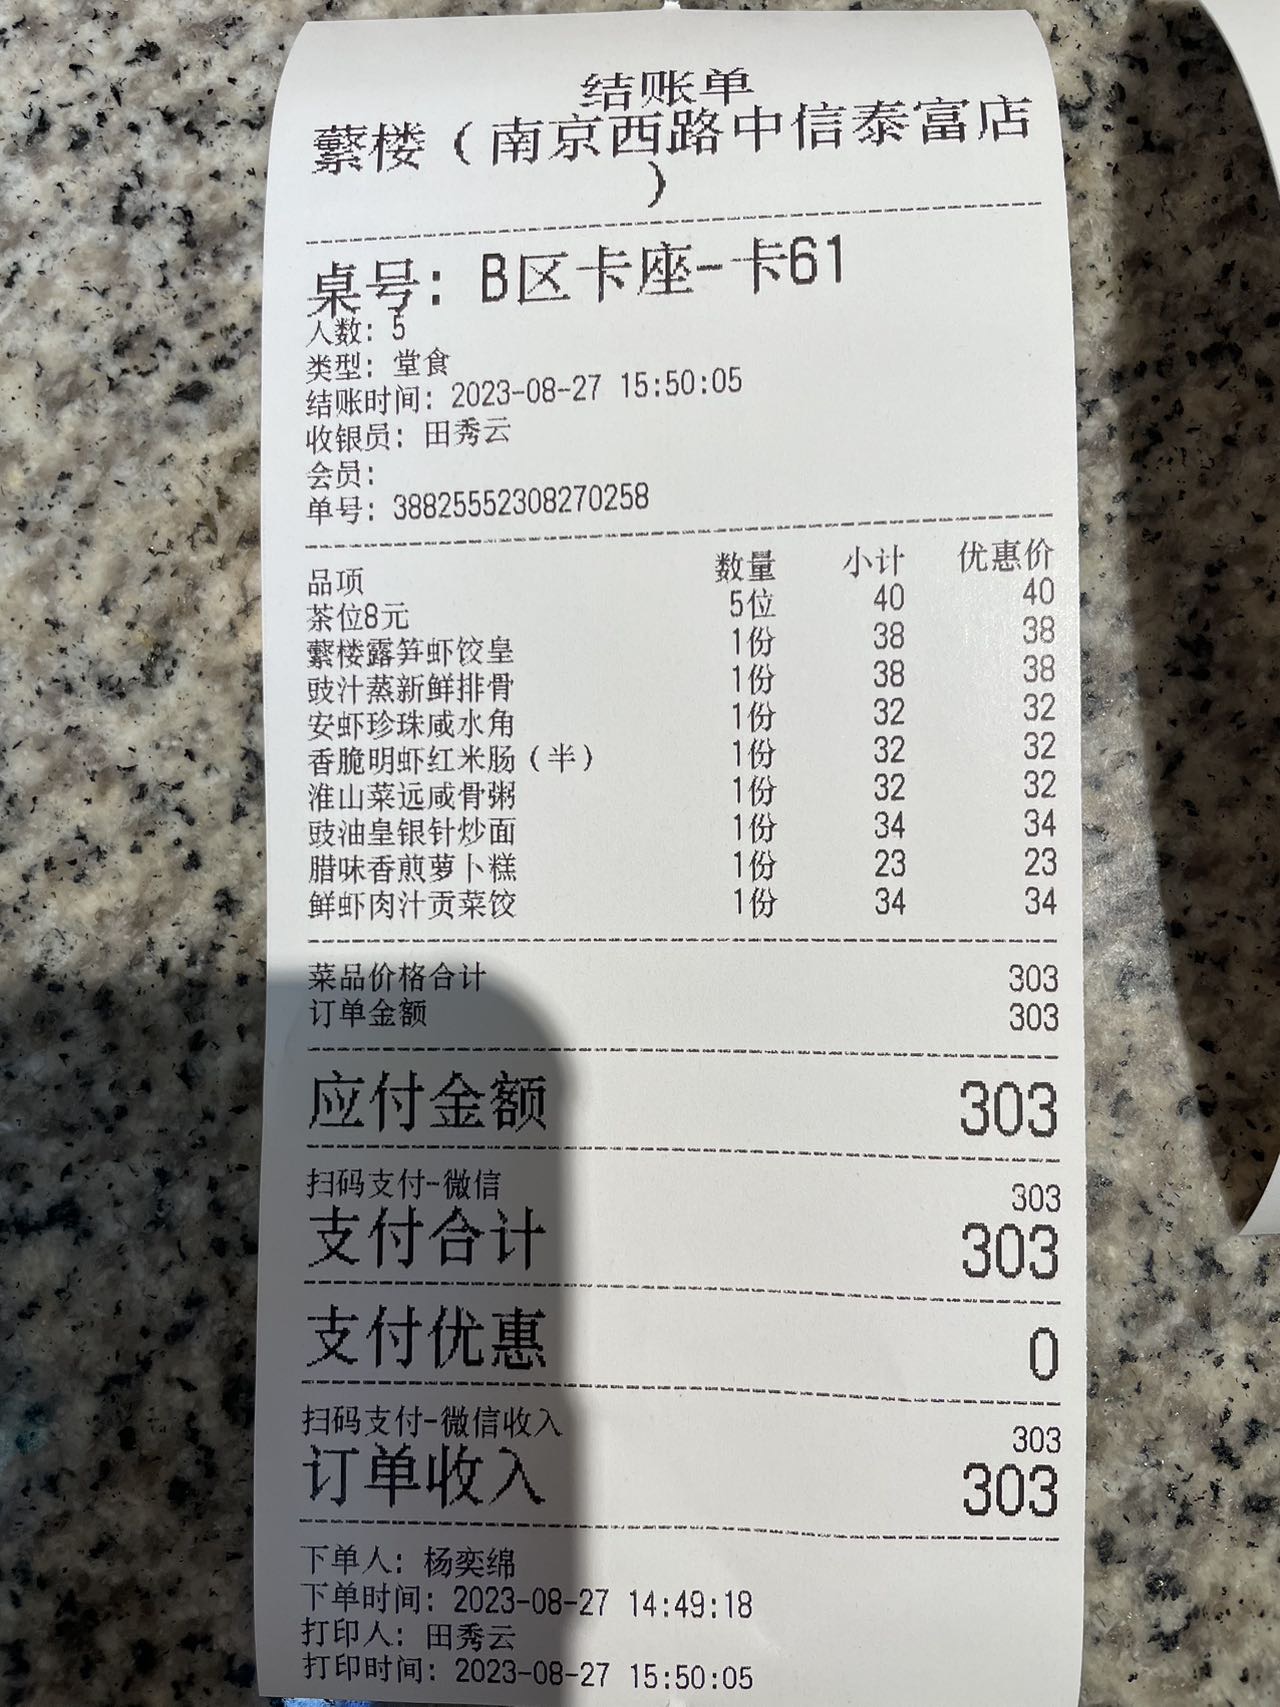 结账单
蘩楼（南京西路中信泰富店
）
桌号: B区卡座-卡61
人数: 5
类型: 堂食
结账时间: 2023-08-27 15:50:05
收银员: 田秀云
会员:
单号: 38825552308270258
品项 数量 小计 优惠价
茶位8元 5位 40 40
蘩楼露笋虾饺皇 1份 38 38
豉汁蒸新鲜排骨 1份 38 38
安虾珍珠咸水角 1份 32 32
香脆明虾红米肠（半） 1份 32 32
淮山菜远咸骨粥 1份 32 32
豉油皇银针炒面 1份 34 34
腊味香煎萝卜糕 1份 23 23
鲜虾肉汁贡菜饺 1份 34 34
菜品价格合计 303
订单金额 303
应付金额 303
扫码支付-微信 303
支付合计 303
支付优惠 0
扫码支付-微信收入 303
订单收入 303
下单人: 杨奕绵
下单时间: 2023-08-27 14:49:18
打印人: 田秀云
打印时间: 2023-08-27 15:50:05